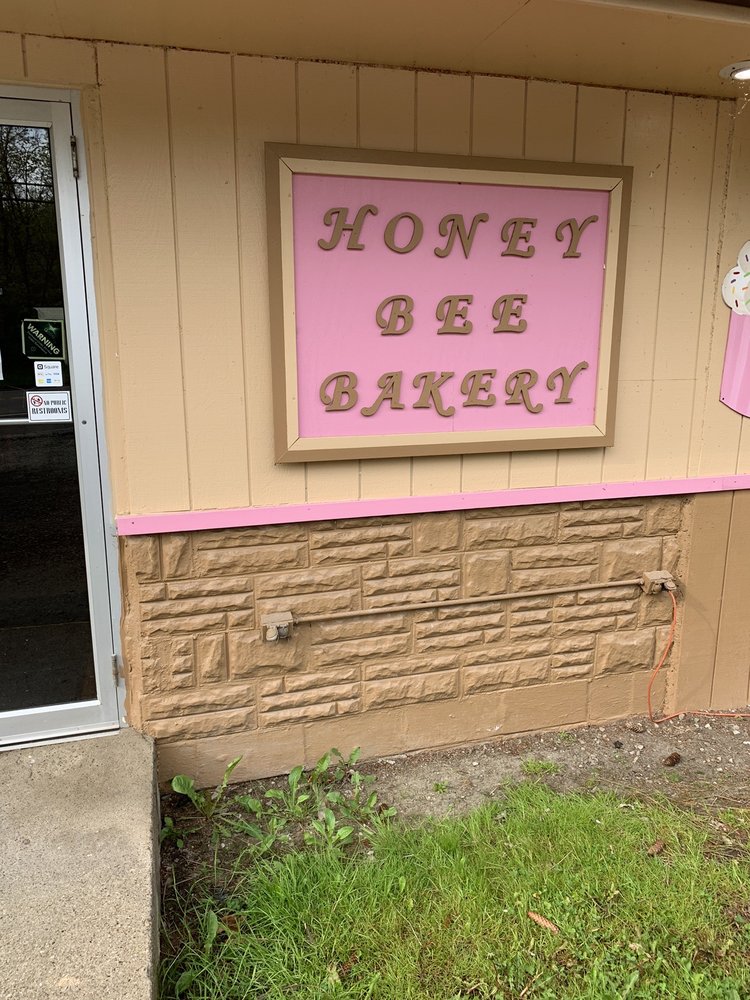 HONEY
BEE
BAKERY
WARNING
Square
NO PUBLIC
RESTROOMS